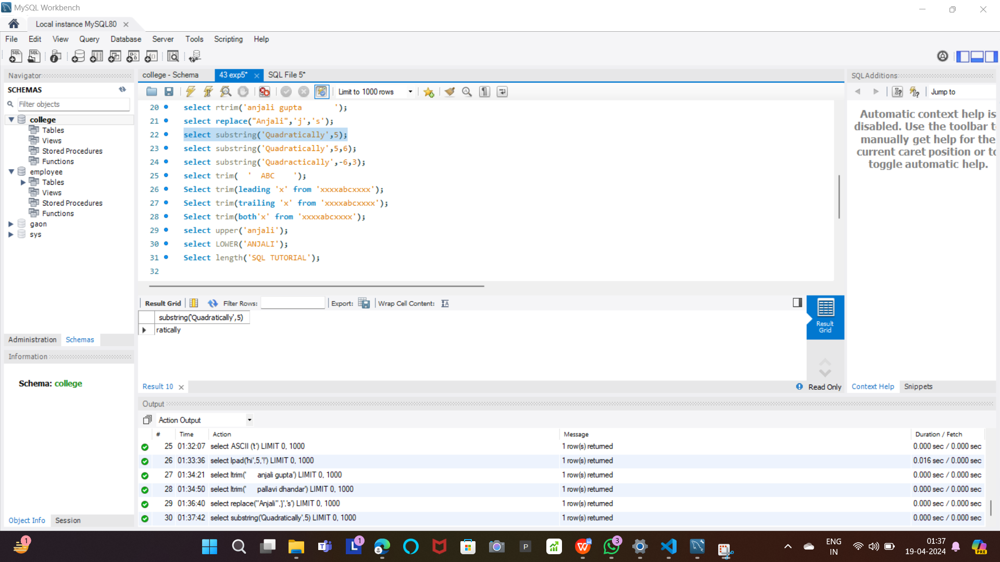 MySQL Workbench
Local instance MySQL80
File Edit View Query Database Server Tools Scripting Help
Navigator
SCHEMAS
Filter objects
college
Tables
Views
Stored Procedures
Functions
employee
Tables
Views
Stored Procedures
Functions
gaon
sys
Administration Schemas
Information
Schema: college
Object Info Session
college - Schema 43 exp5* SQL File 5*
Limit to 1000 rows
20 select rtrim('anjali gupta       ');
21 select replace("Anjali",'j','s');
22 select substring('Quadratically',5);
23 select substring('Quadratically',5,6);
24 select substring('Quadractically',-6,3);
25 select trim(  '  ABC    ');
26 Select trim(leading 'x' from 'xxxxabcxxxx');
27 Select trim(trailing 'x' from 'xxxxabcxxxx');
28 Select trim(both'x' from 'xxxxabcxxxx');
29 select upper('anjali');
30 select LOWER('ANJALI');
31 Select length('SQL TUTORIAL');
32
Result Grid Filter Rows: Export: Wrap Cell Content:
substring('Quadratically',5)
ratically
Result Grid
Result 10
Read Only
SQLAdditions
Jump to
Automatic context help is
disabled. Use the toolbar t
manually get help for the
current caret position or to
toggle automatic help.
Context Help Snippets
Output
Action Output
# Time Action Message Duration / Fetch
25 01:32:07 select ASCII ('t') LIMIT 0, 1000 1 row(s) returned 0.000 sec / 0.000 sec
26 01:33:36 select lpad('hi',5,'!') LIMIT 0, 1000 1 row(s) returned 0.016 sec / 0.000 sec
27 01:34:21 select ltrim('      anjali gupta') LIMIT 0, 1000 1 row(s) returned 0.000 sec / 0.000 sec
28 01:34:50 select ltrim('      pallavi dhandar') LIMIT 0, 1000 1 row(s) returned 0.000 sec / 0.000 sec
29 01:36:40 select replace("Anjali",'j','s') LIMIT 0, 1000 1 row(s) returned 0.000 sec / 0.000 sec
30 01:37:42 select substring('Quadratically',5) LIMIT 0, 1000 1 row(s) returned 0.000 sec / 0.000 sec
1
1
3
ENG
IN
01:37
19-04-2024
PRE